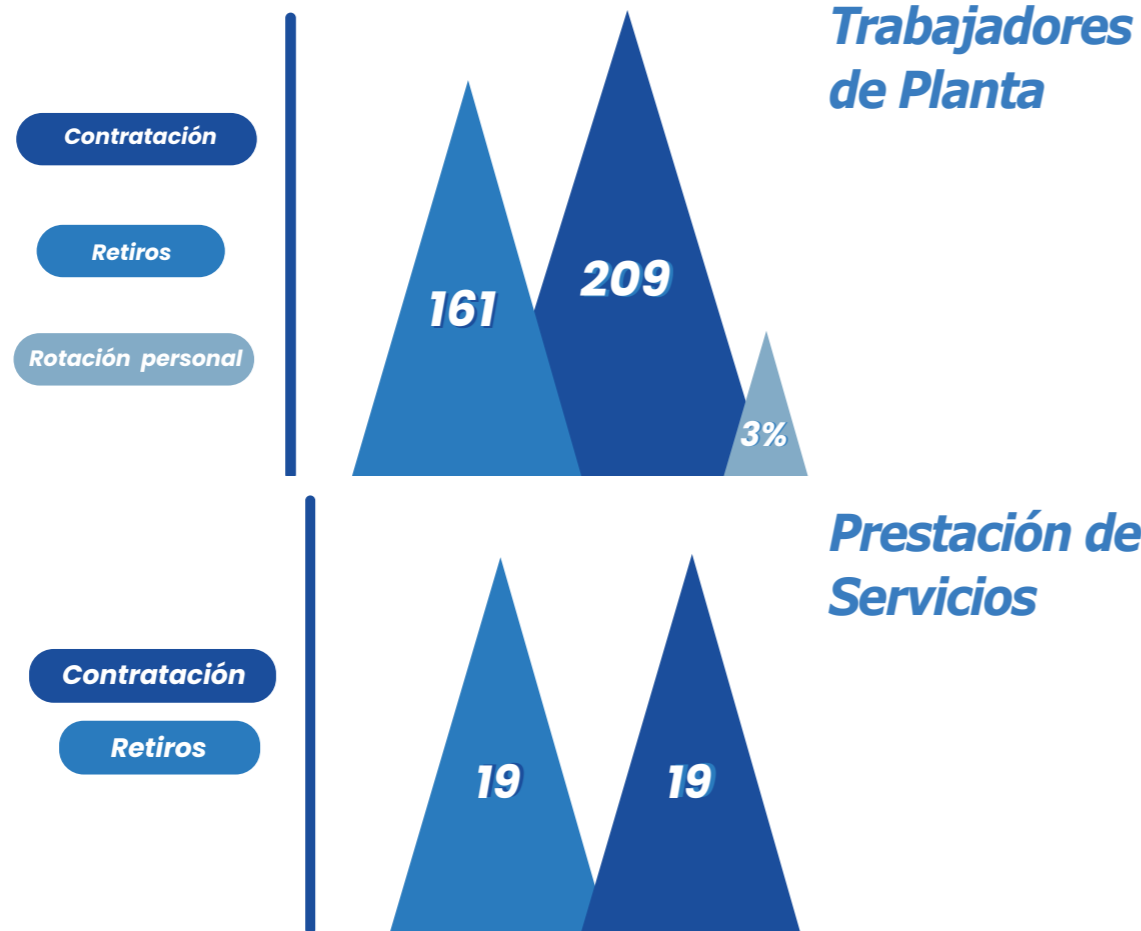 Trabajadores
de Planta
Contratación
Retiros
Rotación personal
161
209
3%
Prestación de
Servicios
Contratación
Retiros
19
19